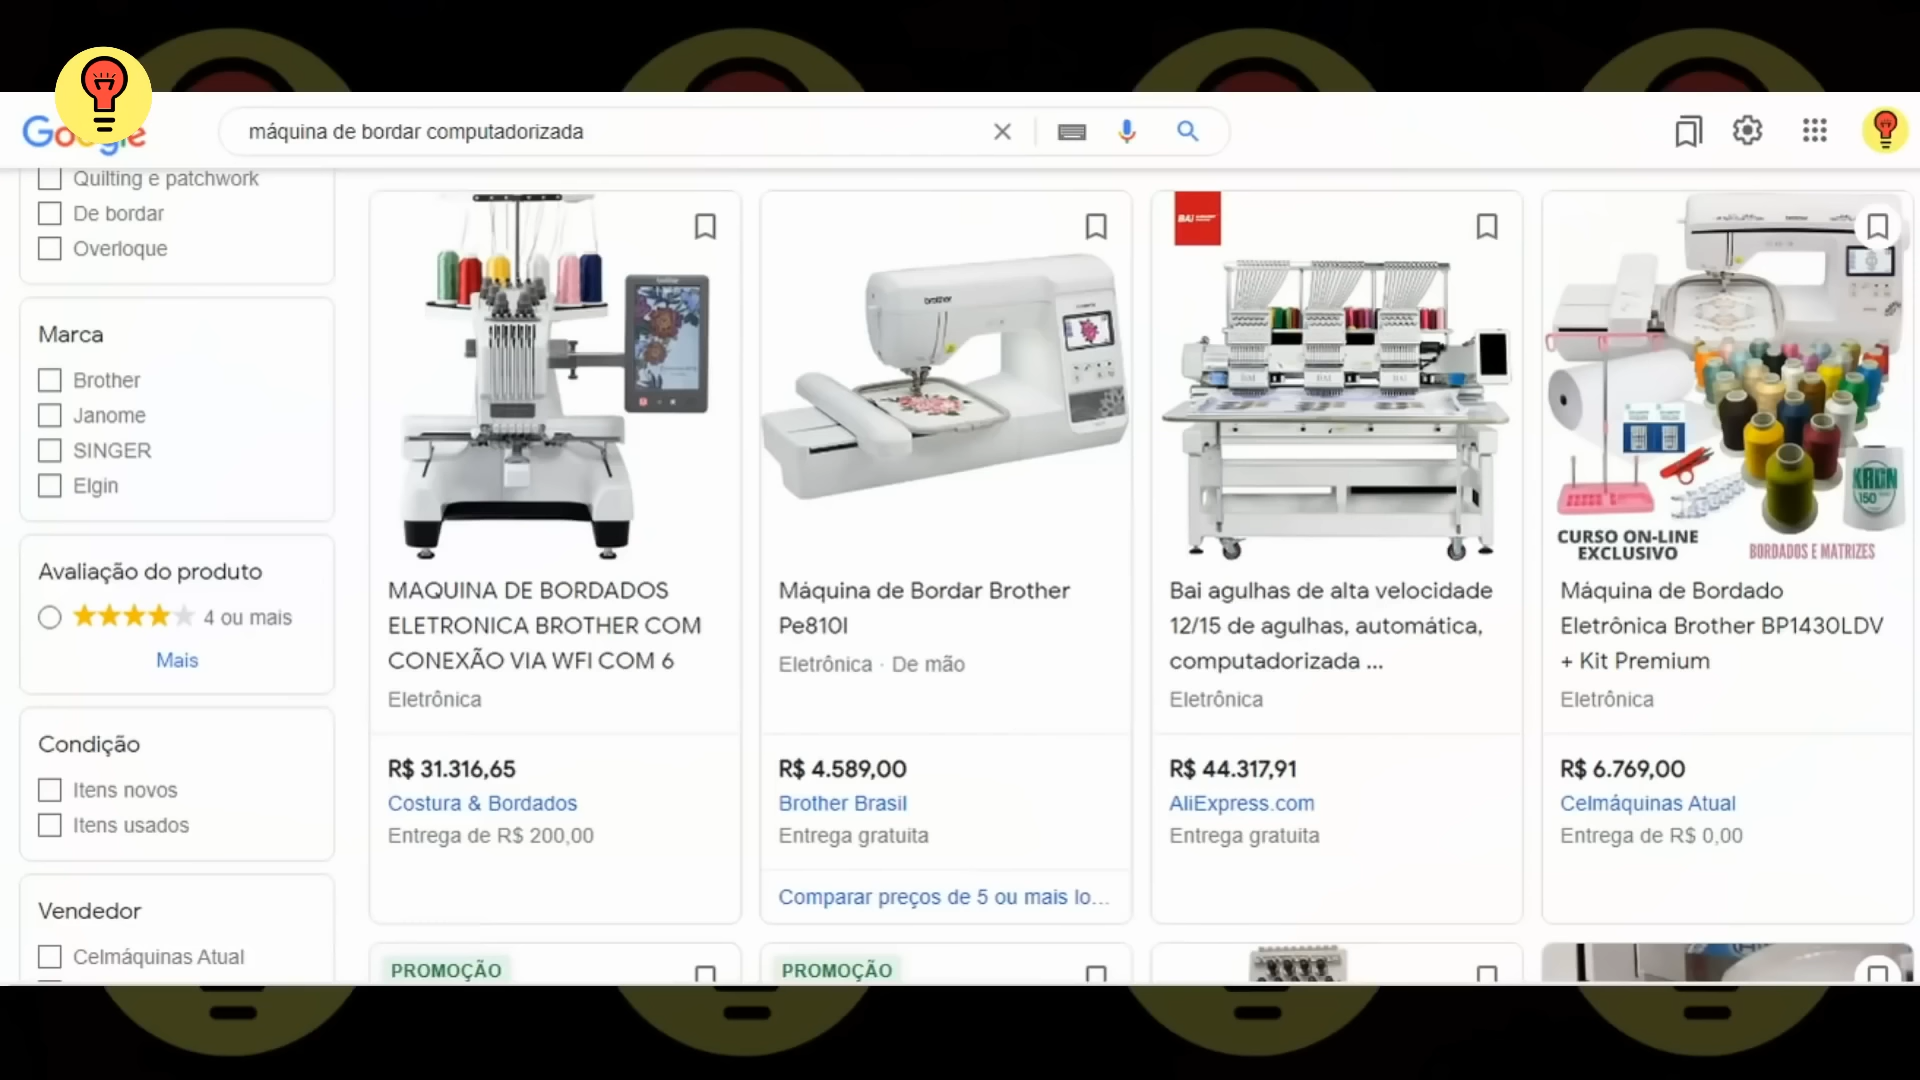 Google
máquina de bordar computadorizada
Quilting e patchwork
De bordar
Overloque
Marca
Brother
Janome
SINGER
Elgin
Avaliação do produto
4 ou mais
Mais
Condição
Itens novos
Itens usados
Vendedor
Celmáquinas Atual
MAQUINA DE BORDADOS
ELETRONICA BROTHER COM
CONEXÃO VIA WFI COM 6
Eletrônica
R$ 31.316,65
Costura & Bordados
Entrega de R$ 200,00
brother
Máquina de Bordar Brother
Pe810l
Eletrônica · De mão
R$ 4.589,00
Brother Brasil
Entrega gratuita
Comparar preços de 5 ou mais lo...
BAI
Bai agulhas de alta velocidade
12/15 de agulhas, automática,
computadorizada ...
Eletrônica
R$ 44.317,91
AliExpress.com
Entrega gratuita
CURSO ON-LINE
EXCLUSIVO
BORDADOS E MATRIZES
Máquina de Bordado
Eletrônica Brother BP1430LDV
+ Kit Premium
Eletrônica
R$ 6.769,00
Celmáquinas Atual
Entrega de R$ 0,00
PROMOÇÃO
PROMOÇÃO